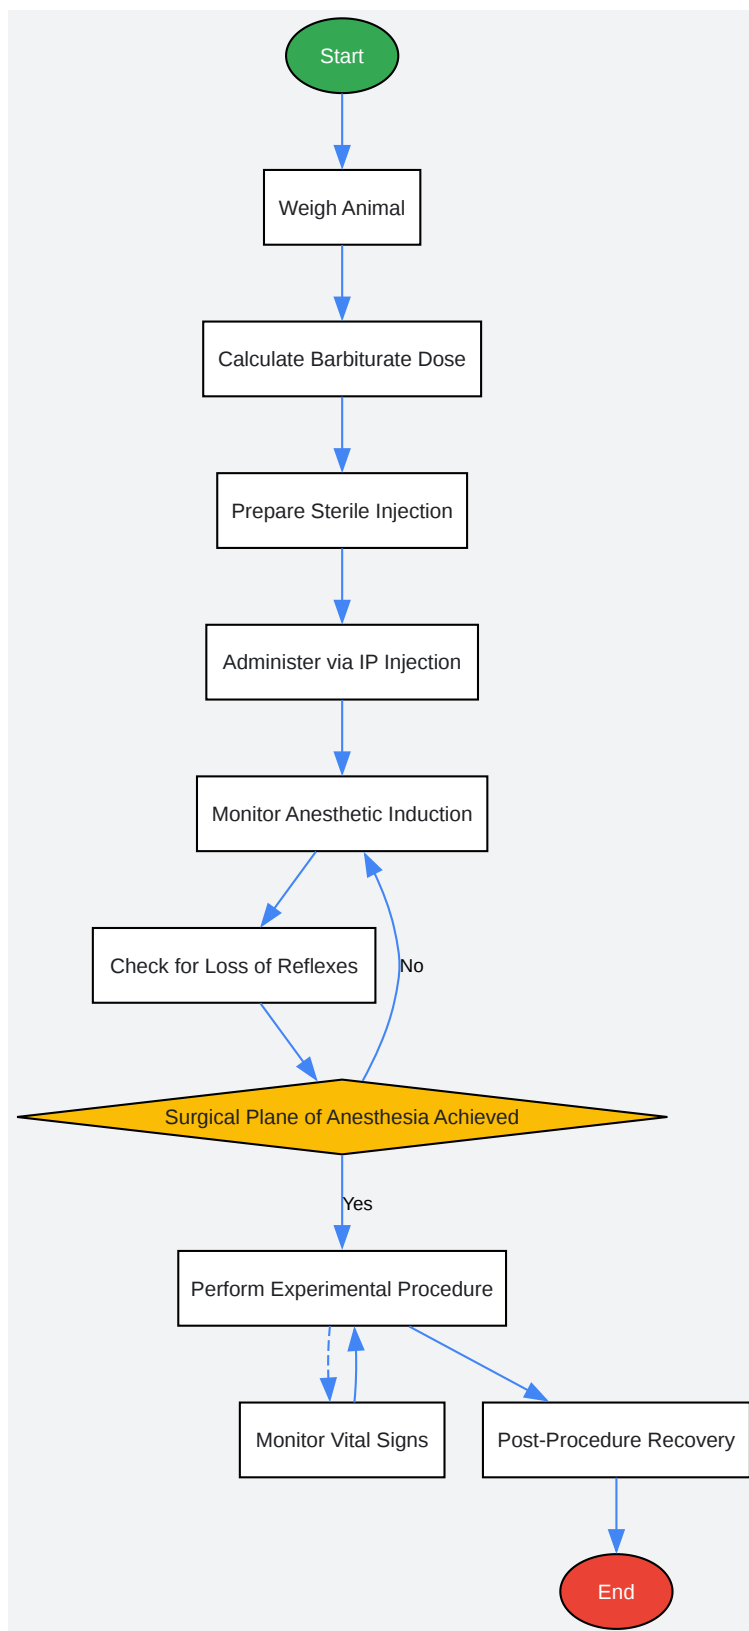 Start
Weigh Animal
Calculate Barbiturate Dose
Prepare Sterile Injection
Administer via IP Injection
Monitor Anesthetic Induction
Check for Loss of Reflexes
No
Surgical Plane of Anesthesia Achieved
Yes
Perform Experimental Procedure
Monitor Vital Signs
Post-Procedure Recovery
End